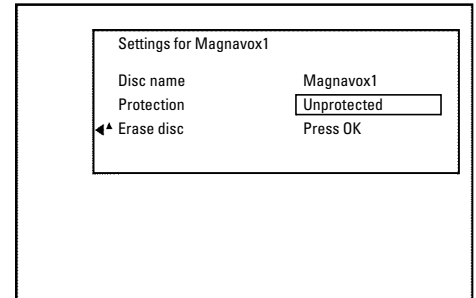 Settings for Magnavox1
Disc name Magnavox1
Protection Unprotected
Erase disc Press OK